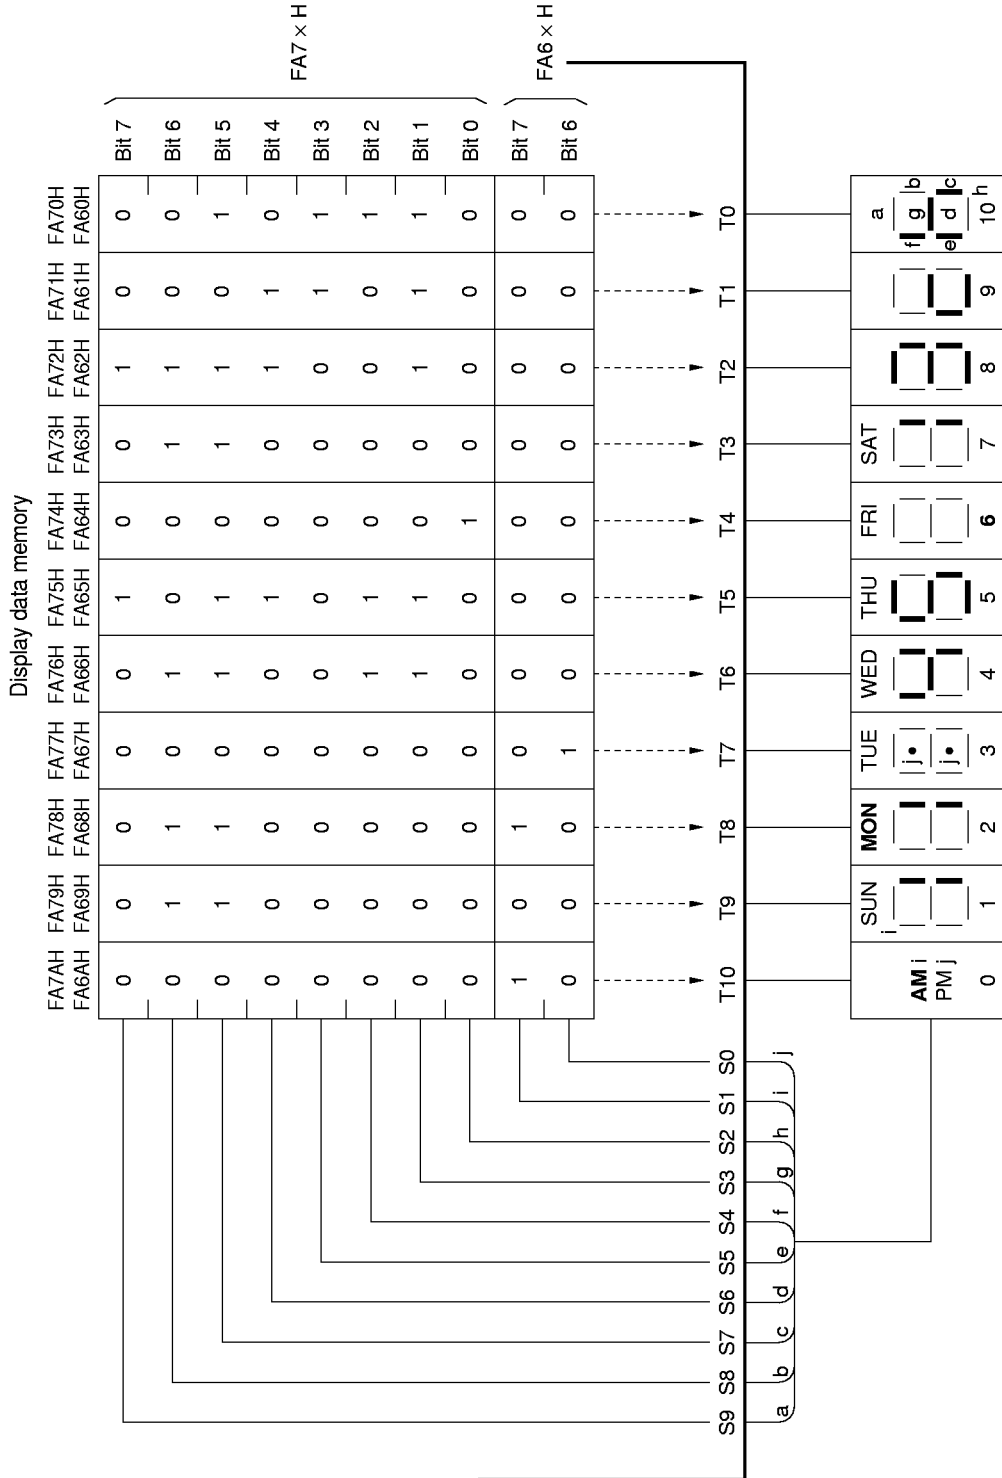 Display data memory
FA7AH FA79H FA78H FA77H FA76H FA75H FA74H FA73H FA72H FA71H FA70H
FA6AH FA69H FA68H FA67H FA66H FA65H FA64H FA63H FA62H FA61H FA60H
0 0 0 0 0 1 0 0 1 0 0 Bit 7
0 1 1 0 1 0 0 1 1 0 0 Bit 6
0 1 1 0 1 1 0 1 1 0 1 Bit 5
0 0 0 0 0 1 0 0 1 1 0 Bit 4
0 0 0 0 0 0 0 0 0 1 1 Bit 3
0 0 0 0 1 1 0 0 0 0 1 Bit 2
0 0 0 0 1 1 0 0 1 1 1 Bit 1
0 0 0 0 0 0 1 0 0 0 0 Bit 0
FA7 × H
1 0 1 0 0 0 0 0 0 0 0 Bit 7
0 0 0 1 0 0 0 0 0 0 0 Bit 6
FA6 × H
S9 S8 S7 S6 S5 S4 S3 S2 S1 S0 T10 T9 T8 T7 T6 T5 T4 T3 T2 T1 T0
a b c d e f g h i j
i
SUN MON TUE WED THU FRI SAT
AM i
PM j
j
j
a
f g b
e d c
h
0 1 2 3 4 5 6 7 8 9 10